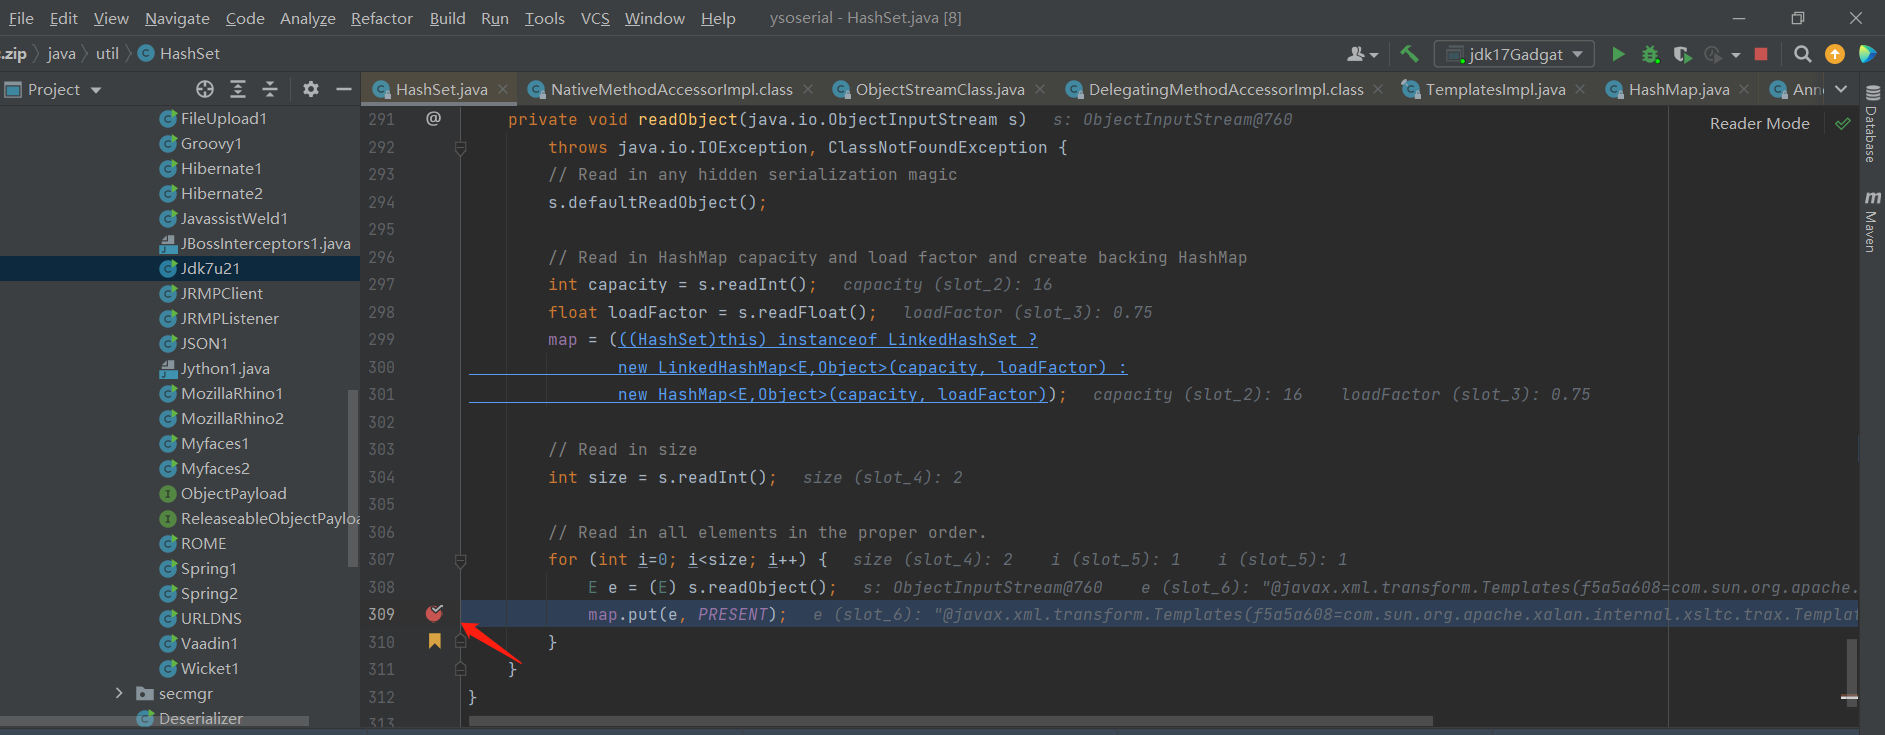 File Edit View Navigate Code Analyze Refactor Build Run Tools VCS Window Help ysoserial - HashSet.java [8]
.zip java util HashSet jdk17Gadgat
Project
HashSet.java NativeMethodAccessorImpl.class ObjectStreamClass.java DelegatingMethodAccessorImpl.class TemplatesImpl.java HashMap.java Ann
FileUpload1
Groovy1
Hibernate1
Hibernate2
JavassistWeld1
JBossInterceptors1.java
Jdk7u21
JRMPClient
JRMPListener
JSON1
Jython1.java
MozillaRhino1
MozillaRhino2
Myfaces1
Myfaces2
ObjectPayload
ReleaseableObjectPayloa
ROME
Spring1
Spring2
URLDNS
Vaadin1
Wicket1
secmgr
Deserializer
Reader Mode
291 @ private void readObject(java.io.ObjectInputStream s) s: ObjectInputStream@760
292 throws java.io.IOException, ClassNotFoundException {
293 // Read in any hidden serialization magic
294 s.defaultReadObject();
295
296 // Read in HashMap capacity and load factor and create backing HashMap
297 int capacity = s.readInt(); capacity (slot_2): 16
298 float loadFactor = s.readFloat(); loadFactor (slot_3): 0.75
299 map = (((HashSet)this) instanceof LinkedHashSet ?
300 new LinkedHashMap<E,Object>(capacity, loadFactor) :
301 new HashMap<E,Object>(capacity, loadFactor)); capacity (slot_2): 16 loadFactor (slot_3): 0.75
302
303 // Read in size
304 int size = s.readInt(); size (slot_4): 2
305
306 // Read in all elements in the proper order.
307 for (int i=0; i<size; i++) { size (slot_4): 2 i (slot_5): 1 i (slot_5): 1
308 E e = (E) s.readObject(); s: ObjectInputStream@760 e (slot_6): "@javax.xml.transform.Templates(f5a5a608=com.sun.org.apache.
309 map.put(e, PRESENT); e (slot_6): "@javax.xml.transform.Templates(f5a5a608=com.sun.org.apache.xalan.internal.xsltc.trax.Templat
310 }
311 }
312 }
313
Database
m Maven